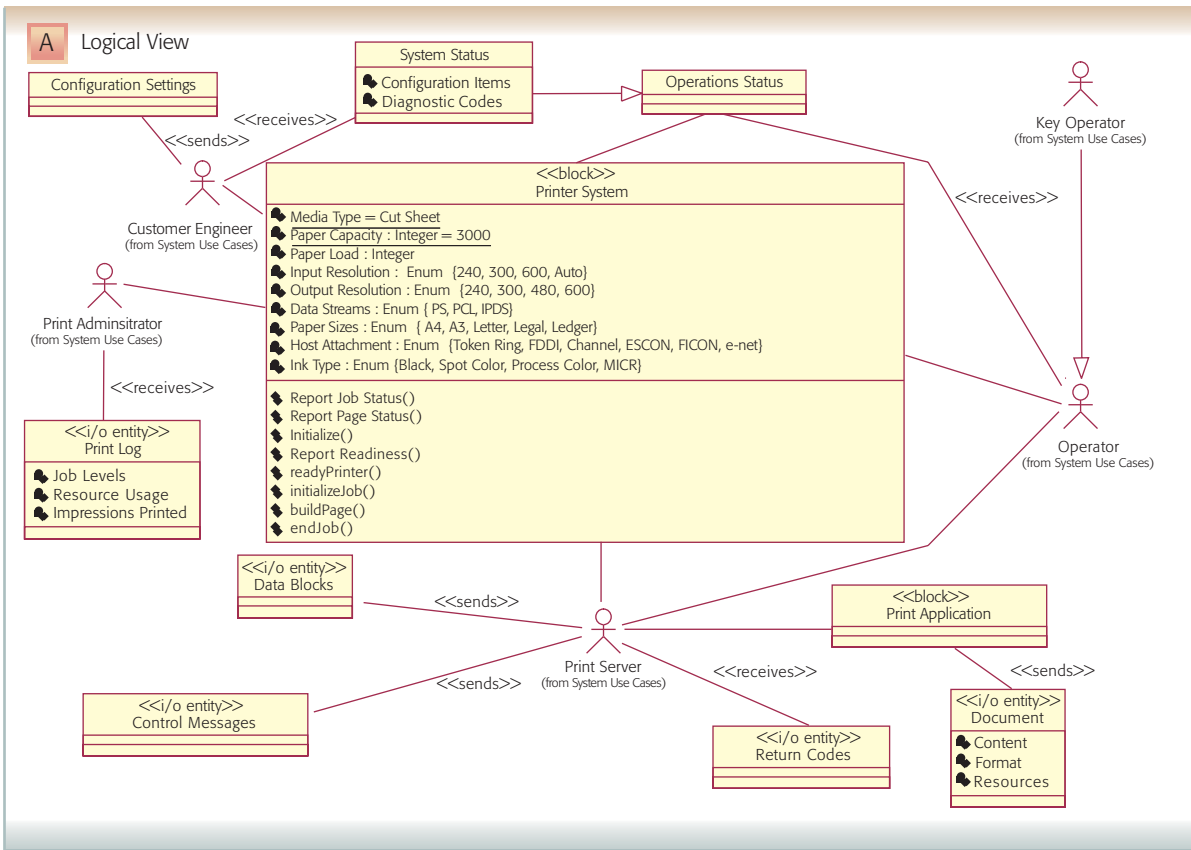 A Logical View
Configuration Settings
System Status
Configuration Items
Diagnostic Codes
Operations Status
Key Operator
(from System Use Cases)
<<sends>>
<<receives>>
<<receives>>
Customer Engineer
(from System Use Cases)
<<block>>
Printer System
Media Type = Cut Sheet
Paper Capacity : Integer = 3000
Paper Load : Integer
Input Resolution : Enum {240, 300, 600, Auto}
Output Resolution : Enum {240, 300, 480, 600}
Data Streams : Enum { PS, PCL, IPDS}
Paper Sizes : Enum { A4, A3, Letter, Legal, Ledger}
Host Attachment : Enum {Token Ring, FDDI, Channel, ESCON, FICON, e-net}
Ink Type : Enum {Black, Spot Color, Process Color, MICR}
Report Job Status()
Report Page Status()
Initialize()
Report Readiness()
readyPrinter()
initializeJob()
buildPage()
endJob()
Print Adminsitrator
(from System Use Cases)
<<receives>>
<<i/o entity>>
Print Log
Job Levels
Resource Usage
Impressions Printed
Operator
(from System Use Cases)
<<i/o entity>>
Data Blocks
<<sends>>
<<block>>
Print Application
Print Server
(from System Use Cases)
<<sends>>
<<receives>>
<<sends>>
<<i/o entity>>
Control Messages
<<i/o entity>>
Return Codes
<<i/o entity>>
Document
Content
Format
Resources